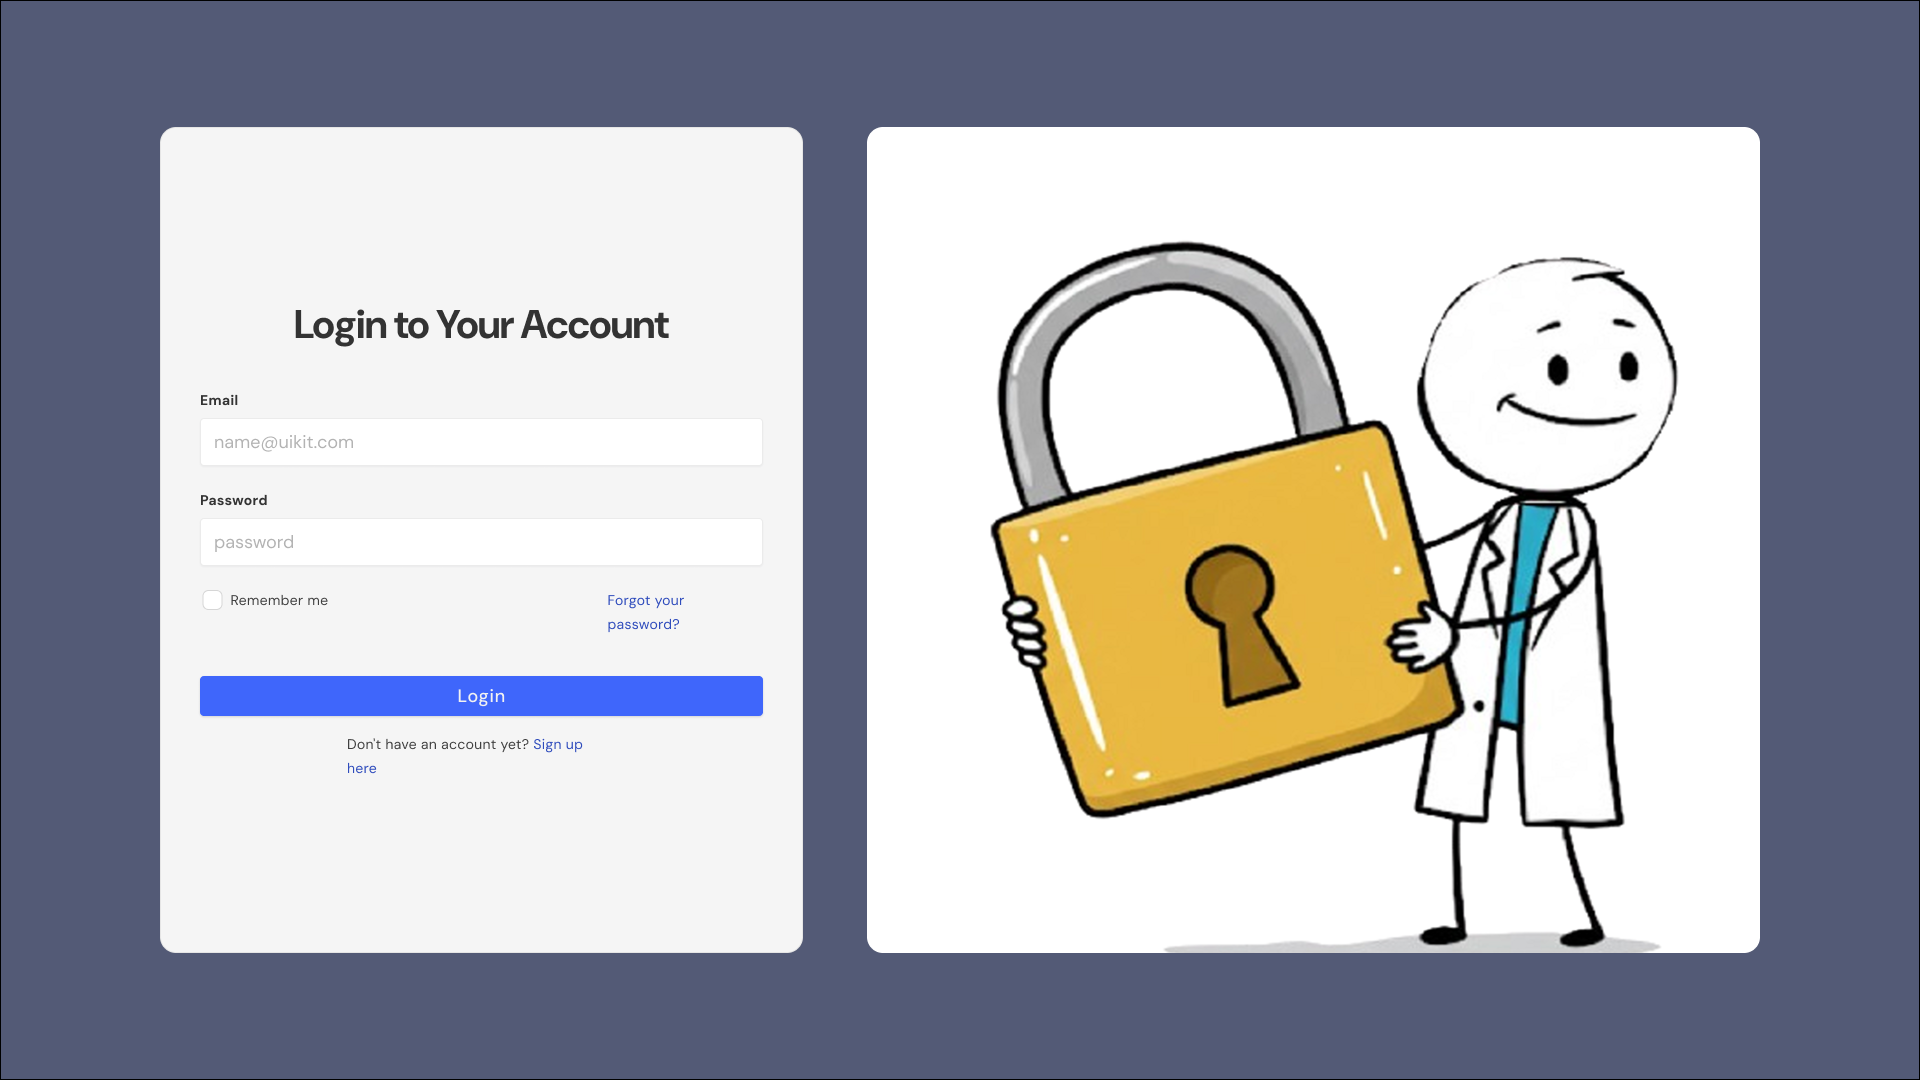 Login to Your Account
Email
name@uikit.com
Password
password
Remember me
Forgot your
password?
Login
Don't have an account yet? Sign up
here